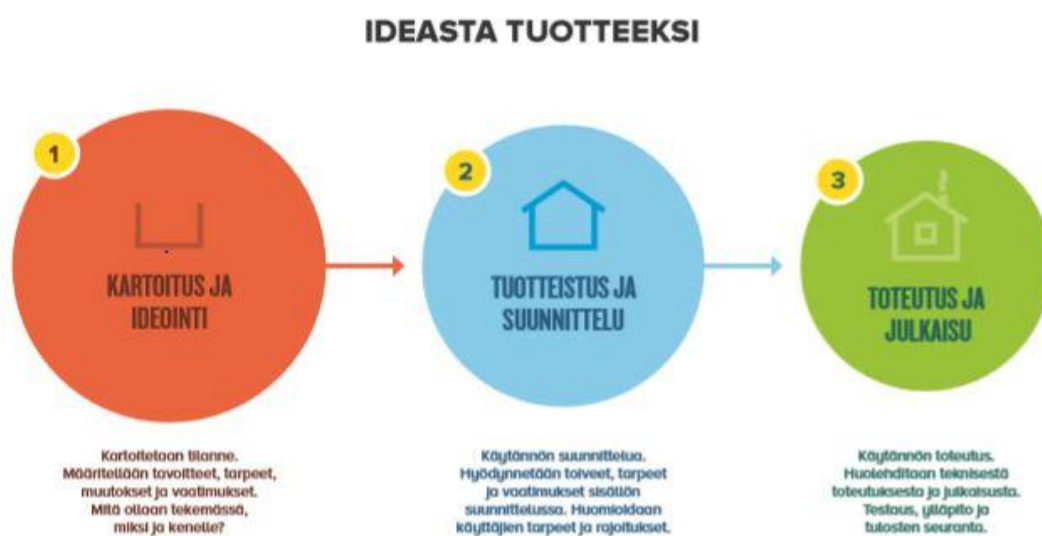 IDEASTA TUOTTEEKSI
1
KARTOITUS JA
IDEOINTI
Kartoitetaan tilanne.
Määritellään tavoitteet, tarpeet,
muutokset ja vaatimukset.
Mitä ollaan tekemässä,
miksi ja kenelle?
2
TUOTTEISTUS JA
SUUNNITTELU
Käytännön suunnittelua.
Hyödynnetään toiveet, tarpeet
ja vaatimukset sisällön
suunnittelussa. Huomioidaan
käyttäjien tarpeet ja rajoitukset.
3
TOTEUTUS JA
JULKAISU
Käytännön toteutus.
Huolehditaan teknisestä
toteutuksesta ja julkaisusta.
Testaus, ylläpito ja
tulosten seuranta.